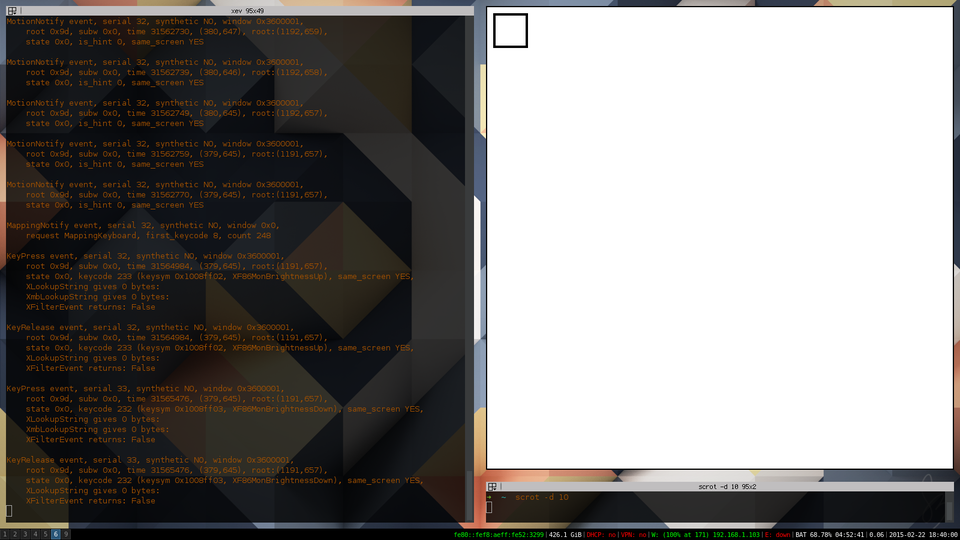 xev 95x49
MotionNotify event, serial 32, synthetic NO, window 0x3600001,
root 0x9d, subw 0x0, time 31562730, (380,647), root:(1192,659),
state 0x0, is_hint 0, same_screen YES
MotionNotify event, serial 32, synthetic NO, window 0x3600001,
root 0x9d, subw 0x0, time 31562739, (380,646), root:(1192,658),
state 0x0, is_hint 0, same_screen YES
MotionNotify event, serial 32, synthetic NO, window 0x3600001,
root 0x9d, subw 0x0, time 31562749, (380,645), root:(1192,657),
state 0x0, is_hint 0, same_screen YES
MotionNotify event, serial 32, synthetic NO, window 0x3600001,
root 0x9d, subw 0x0, time 31562759, (379,645), root:(1191,657),
state 0x0, is_hint 0, same_screen YES
MotionNotify event, serial 32, synthetic NO, window 0x3600001,
root 0x9d, subw 0x0, time 31562770, (379,645), root:(1191,657),
state 0x0, is_hint 0, same_screen YES
MappingNotify event, serial 32, synthetic NO, window 0x0,
request MappingKeyboard, first_keycode 8, count 248
KeyPress event, serial 32, synthetic NO, window 0x3600001,
root 0x9d, subw 0x0, time 31564984, (379,645), root:(1191,657),
state 0x0, keycode 233 (keysym 0x1008ff02, XF86MonBrightnessUp), same_screen YES,
XLookupString gives 0 bytes:
XmbLookupString gives 0 bytes:
XFilterEvent returns: False
KeyRelease event, serial 32, synthetic NO, window 0x3600001,
root 0x9d, subw 0x0, time 31564984, (379,645), root:(1191,657),
state 0x0, keycode 233 (keysym 0x1008ff02, XF86MonBrightnessUp), same_screen YES,
XLookupString gives 0 bytes:
XFilterEvent returns: False
KeyPress event, serial 33, synthetic NO, window 0x3600001,
root 0x9d, subw 0x0, time 31565476, (379,645), root:(1191,657),
state 0x0, keycode 232 (keysym 0x1008ff03, XF86MonBrightnessDown), same_screen YES,
XLookupString gives 0 bytes:
XmbLookupString gives 0 bytes:
XFilterEvent returns: False
KeyRelease event, serial 33, synthetic NO, window 0x3600001,
root 0x9d, subw 0x0, time 31565476, (379,645), root:(1191,657),
state 0x0, keycode 232 (keysym 0x1008ff03, XF86MonBrightnessDown), same_screen YES,
XLookupString gives 0 bytes:
XFilterEvent returns: False
scrot -d 10 95x2
→ ~ scrot -d 10
1 2 3 4 5 6 9
fe80::fef8:aeff:fe52:3299|426.1 GiB|DHCP: no|VPN: no|W: (100% at 171) 192.168.1.103|E: down|BAT 68.78% 04:52:41|0.06|2015-02-22 18:40:00